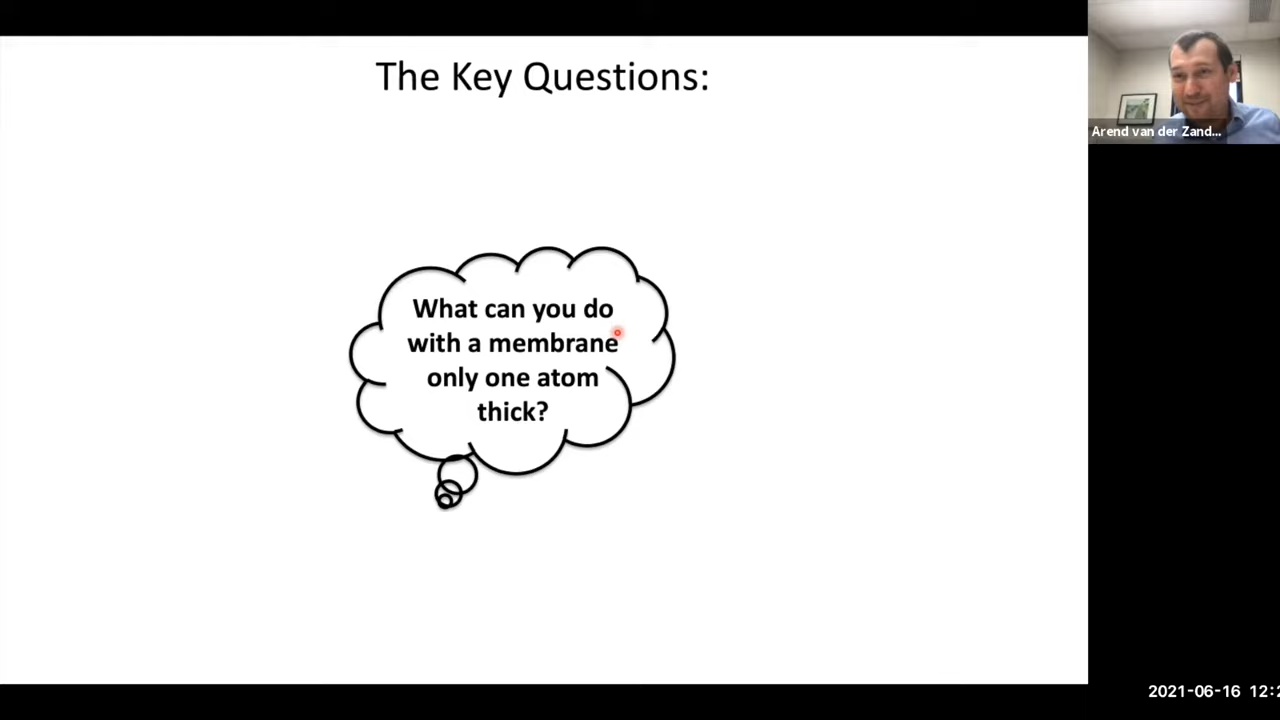 The Key Questions:
What can you do
with a membrane
only one atom
thick?
Arend van der Zand...
2021-06-16 12:2